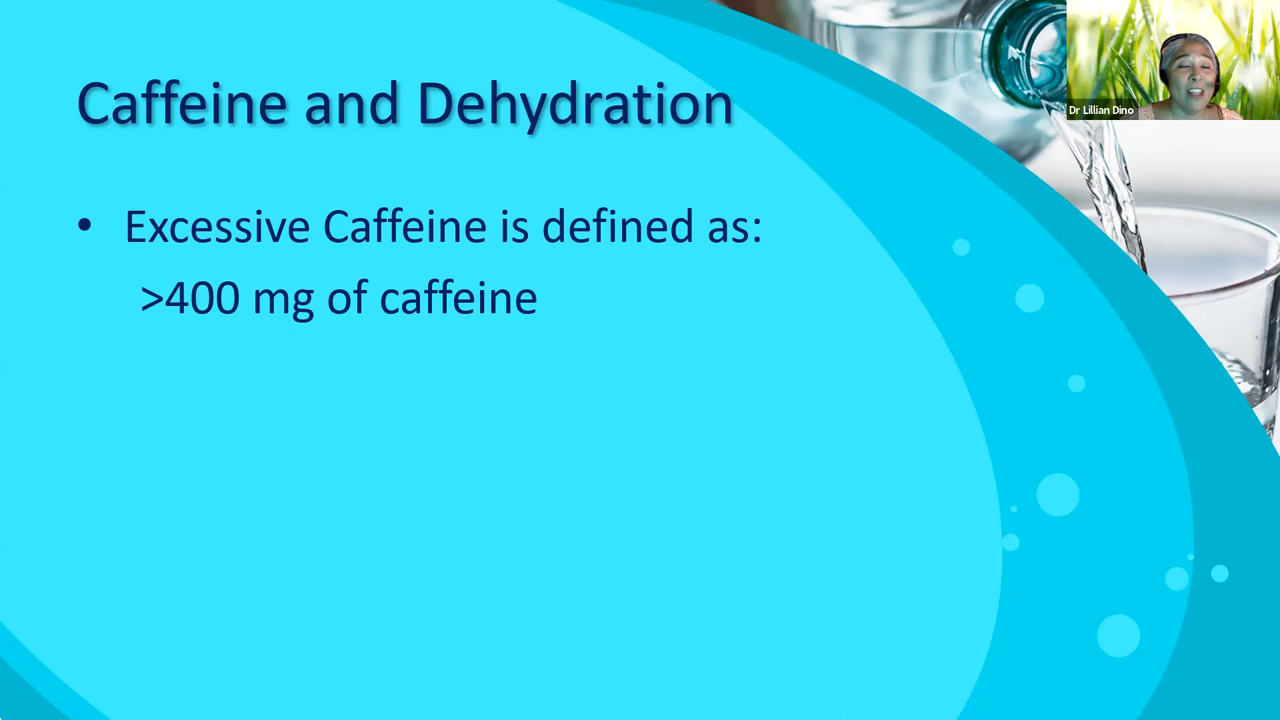 Caffeine and Dehydration
• Excessive Caffeine is defined as:
>400 mg of caffeine
Dr Lillian Dino